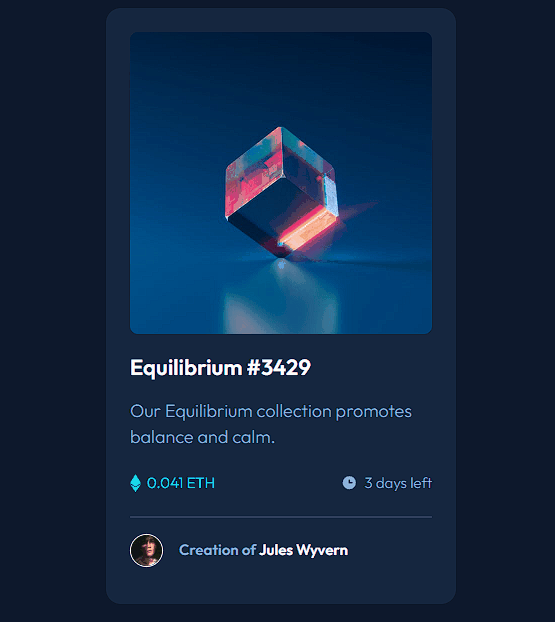 Equilibrium #3429
Our Equilibrium collection promotes
balance and calm.
0.041 ETH
3 days left
Creation of Jules Wyvern